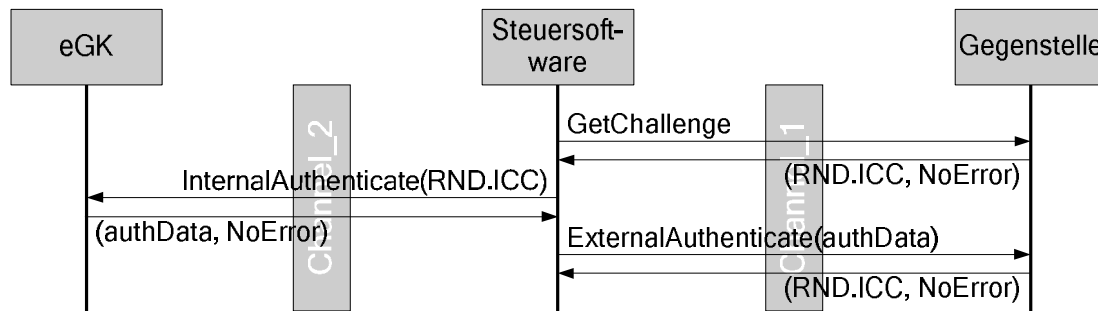 eGK
Steuersoft-
ware
Gegenstelle
Channel_2
Channel_1
GetChallenge
(RND.ICC, NoError)
InternalAuthenticate(RND.ICC)
(authData, NoError)
ExternalAuthenticate(authData)
(RND.ICC, NoError)